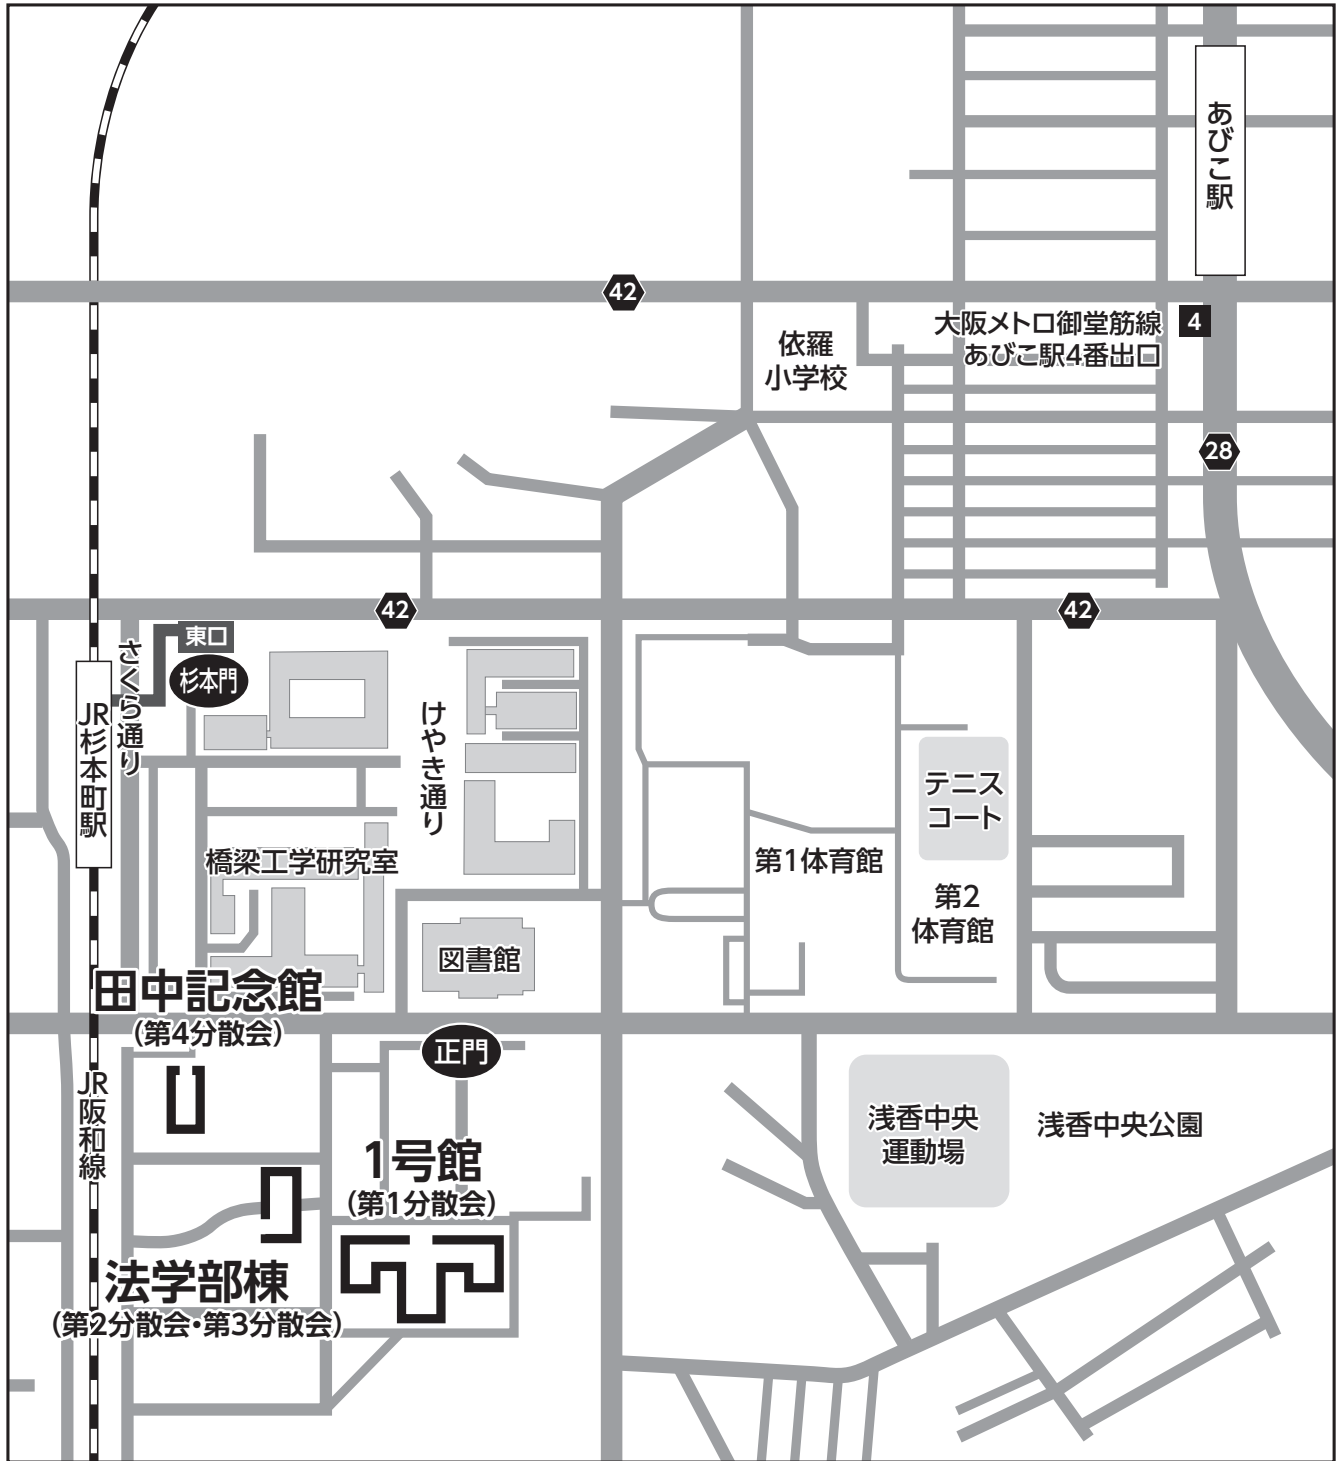 あびこ駅
42
大阪メトロ御堂筋線
あびこ駅4番出口
4
依羅
小学校
28
42
42
東口
杉本門
さくら通り
JR杉本町駅
けやき通り
テニス
コート
橋梁工学研究室
第1体育館
第2
体育館
図書館
田中記念館
(第4分散会)
正門
JR阪和線
浅香中央
運動場
浅香中央公園
1号館
(第1分散会)
法学部棟
(第2分散会・第3分散会)